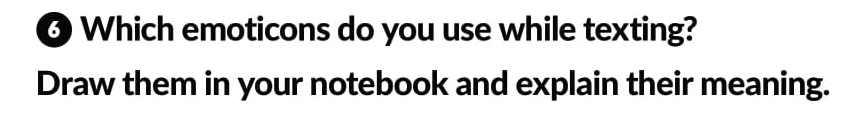 6 Which emoticons do you use while texting?
Draw them in your notebook and explain their meaning.